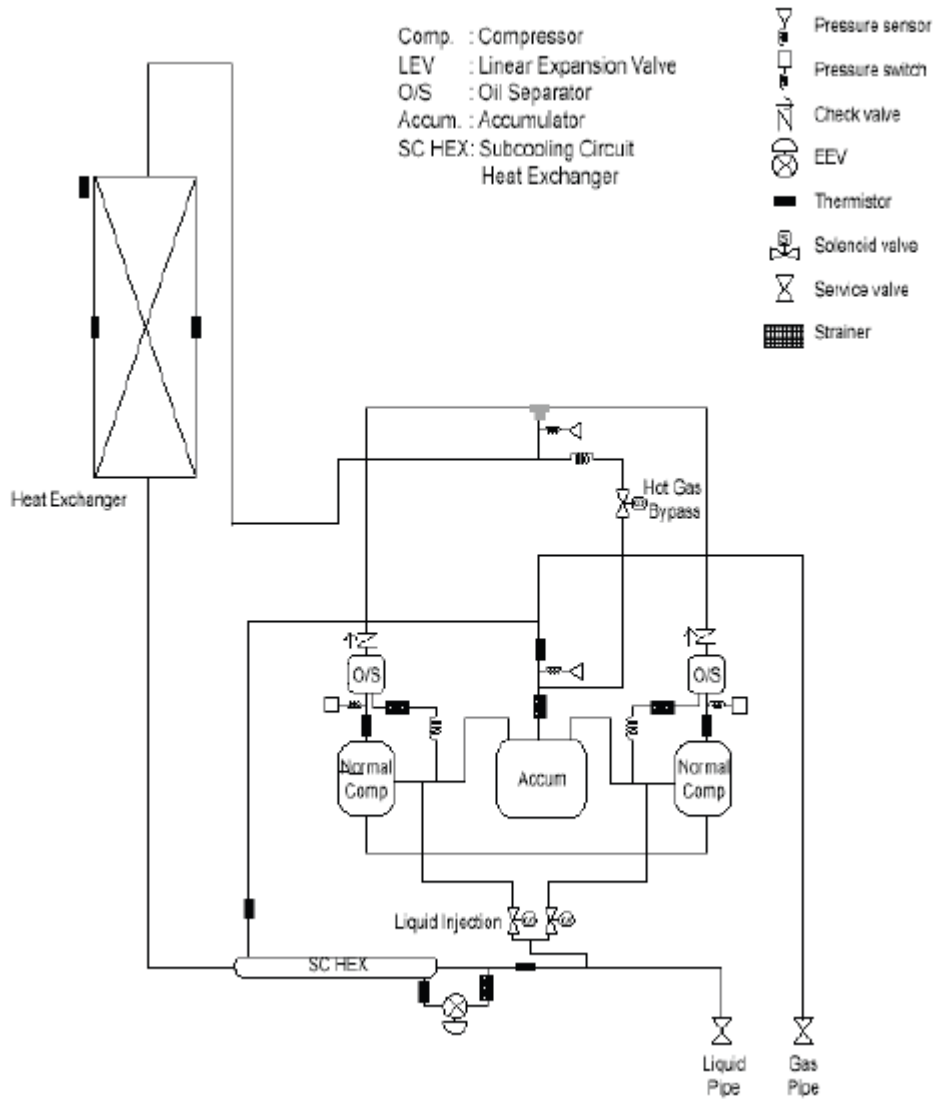 Comp. : Compressor
LEV : Linear Expansion Valve
O/S : Oil Separator
Accum. : Accumulator
SC HEX: Subcooling Circuit
Heat Exchanger
Pressure sensor
Pressure switch
Check valve
EEV
Thermistor
S
Solenoid valve
Service valve
Strainer
Heat Exchanger
Hot Gas
Bypass
O/S
O/S
Normal
Comp
Accum
Normal
Comp
Liquid Injection
SC HEX
Liquid
Pipe
Gas
Pipe